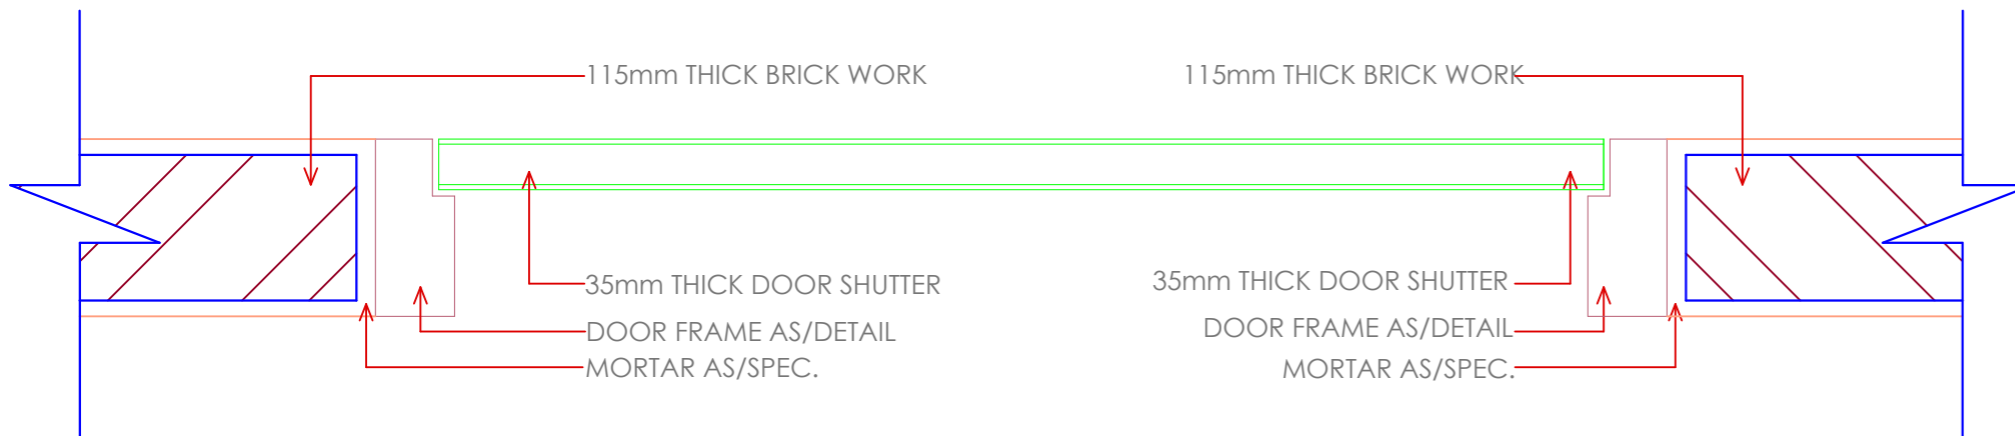 115mm THICK BRICK WORK
115mm THICK BRICK WORK
35mm THICK DOOR SHUTTER
35mm THICK DOOR SHUTTER
DOOR FRAME AS/DETAIL
DOOR FRAME AS/DETAIL
MORTAR AS/SPEC.
MORTAR AS/SPEC.